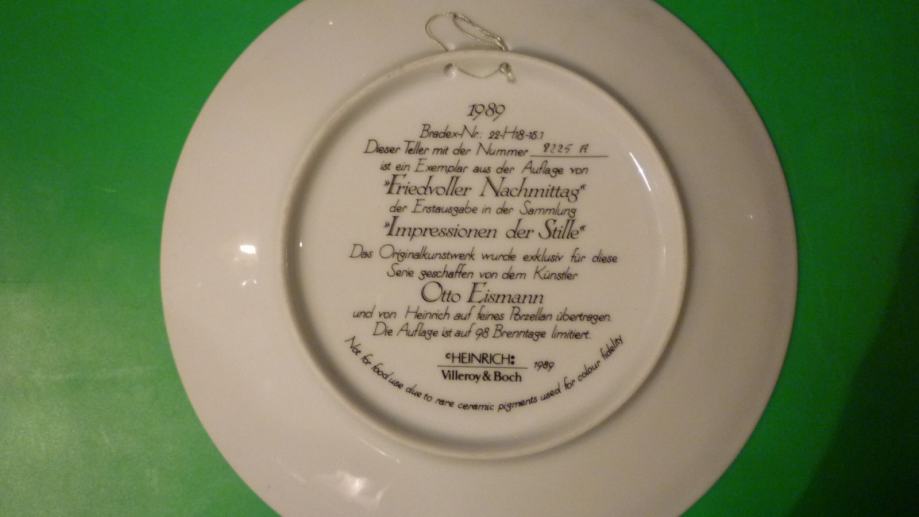 1989
Bradex-Nr.: 22-H18-15.1
Dieser Teller mit der Nummer 9225 A
ist ein Exemplar aus der Auflage von
»Friedvoller Nachmittag«
der Erstausgabe in der Sammlung
»Impressionen der Stille«
Das Originalkunstwerk wurde exklusiv für diese
Serie geschaffen von dem Künstler
Otto Eismann
und von Heinrich auf feines Porzellan übertragen.
Die Auflage ist auf 98 Brenntage limitiert.
©HEINRICH: 1989
Villeroy & Boch
Not for food use due to rare ceramic pigments used for colour fidelity